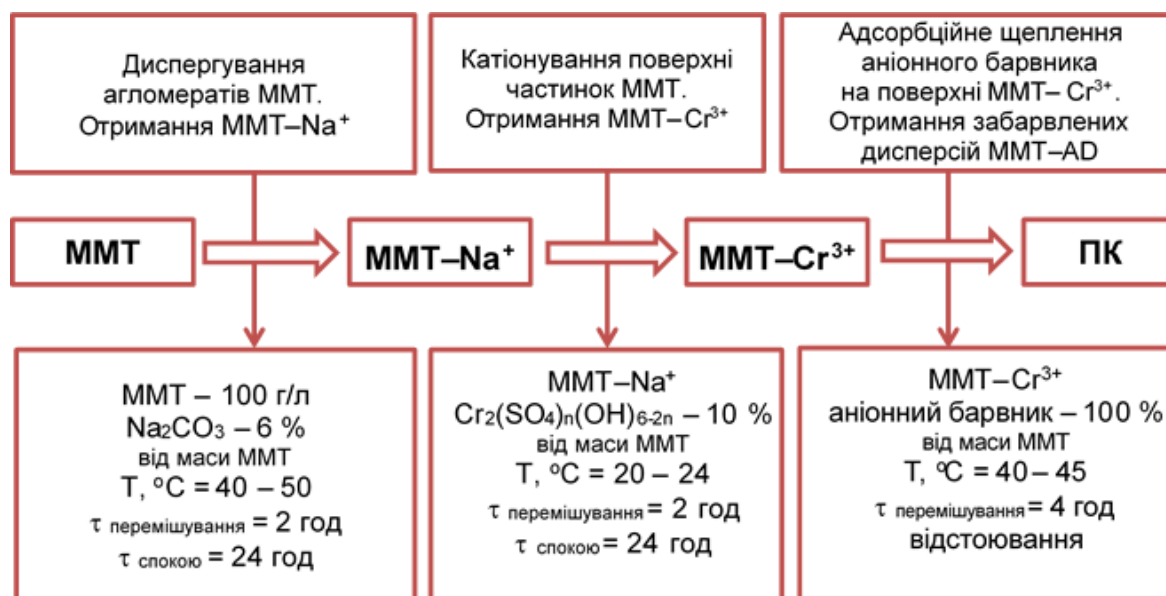 Диспергування
агломератів ММТ.
Отримання ММТ–Na⁺
Катіонування поверхні
частинок ММТ.
Отримання ММТ–Cr³⁺
Адсорбційне щеплення
аніонного барвника
на поверхні ММТ– Cr³⁺.
Отримання забарвлених
дисперсій ММТ–AD
ММТ
ММТ–Na⁺
ММТ–Cr³⁺
ПК
ММТ – 100 г/л
Na₂CO₃ – 6 %
від маси ММТ
Т, ºС = 40 – 50
τ перемішування = 2 год
τ спокою = 24 год
ММТ–Na⁺
Cr₂(SO₄)n(OH)₆₋₂n – 10 %
від маси ММТ
Т, ºС = 20 – 24
τ перемішування = 2 год
τ спокою = 24 год
ММТ–Cr³⁺
аніонний барвник – 100 %
від маси ММТ
Т, ºС = 40 – 45
τ перемішування = 4 год
відстоювання